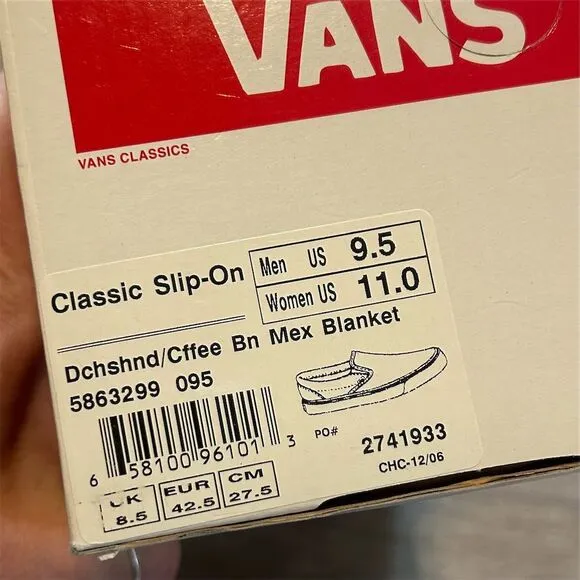 VANS
VANS CLASSICS
Classic Slip-On
Men US 9.5
Women US 11.0
Dchshnd/Cffee Bn Mex Blanket
5863299 095
6 58100 96101 3
PO# 2741933
CHC-12/06
UK EUR CM
8.5 42.5 27.5